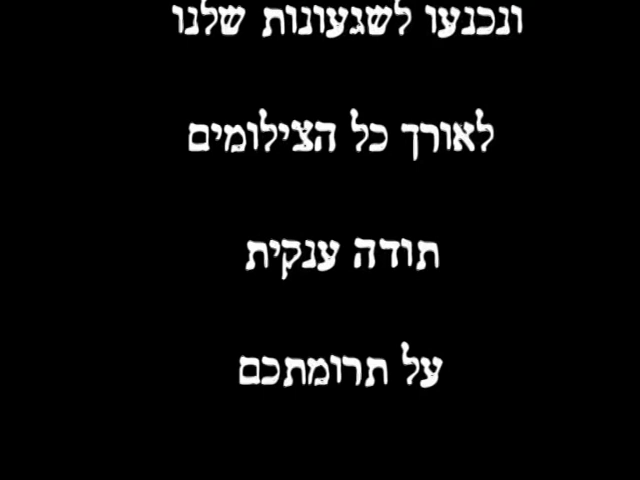 ונכנעו לשגעונות שלנו
לאורך כל הצילומים
תודה ענקית
על תרומתכם